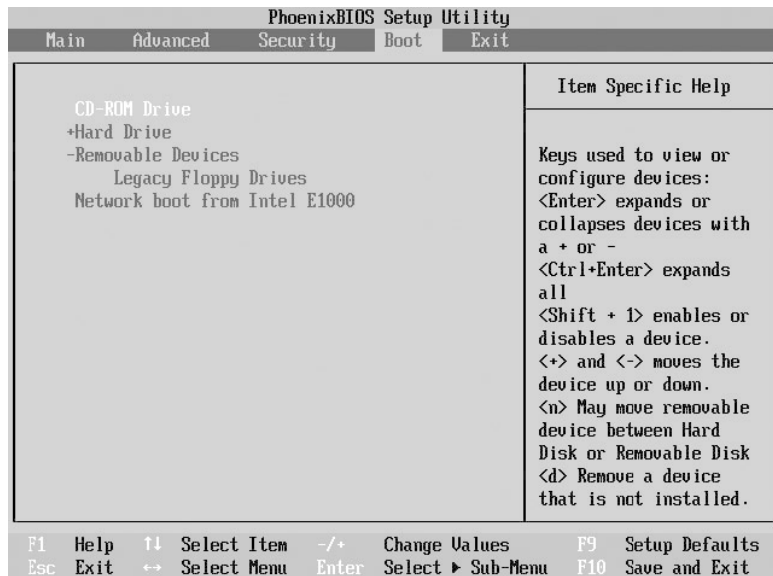 PhoenixBIOS Setup Utility
Main Advanced Security Boot Exit
CD-ROM Drive
+Hard Drive
-Removable Devices
Legacy Floppy Drives
Network boot from Intel E1000
Item Specific Help
Keys used to view or
configure devices:
<Enter> expands or
collapses devices with
a + or -
<Ctrl+Enter> expands
all
<Shift + 1> enables or
disables a device.
<+> and <-> moves the
device up or down.
<n> May move removable
device between Hard
Disk or Removable Disk
<d> Remove a device
that is not installed.
F1 Help ↑↓ Select Item -/+ Change Values F9 Setup Defaults
Esc Exit ↔ Select Menu Enter Select ▶ Sub-Menu F10 Save and Exit